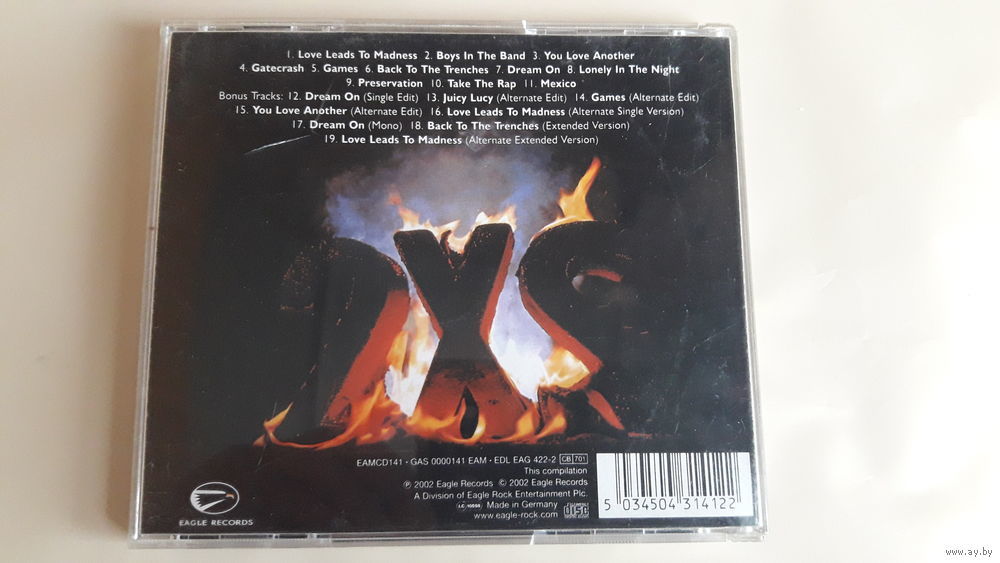 1. Love Leads To Madness 2. Boys In The Band 3. You Love Another
4. Gatecrash 5. Games 6. Back To The Trenches 7. Dream On 8. Lonely In The Night
9. Preservation 10. Take The Rap 11. Mexico
Bonus Tracks: 12. Dream On (Single Edit) 13. Juicy Lucy (Alternate Edit) 14. Games (Alternate Edit)
15. You Love Another (Alternate Edit) 16. Love Leads To Madness (Alternate Single Version)
17. Dream On (Mono) 18. Back To The Trenches (Extended Version)
19. Love Leads To Madness (Alternate Extended Version)
EAMCD141 · GAS 0000141 EAM · EDL EAG 422-2 CB 701
This compilation
℗ 2002 Eagle Records © 2002 Eagle Records
A Division of Eagle Rock Entertainment Plc.
Made in Germany
www.eagle-rock.com
EAGLE RECORDS
disc
5 034504 314122
www.ay.by